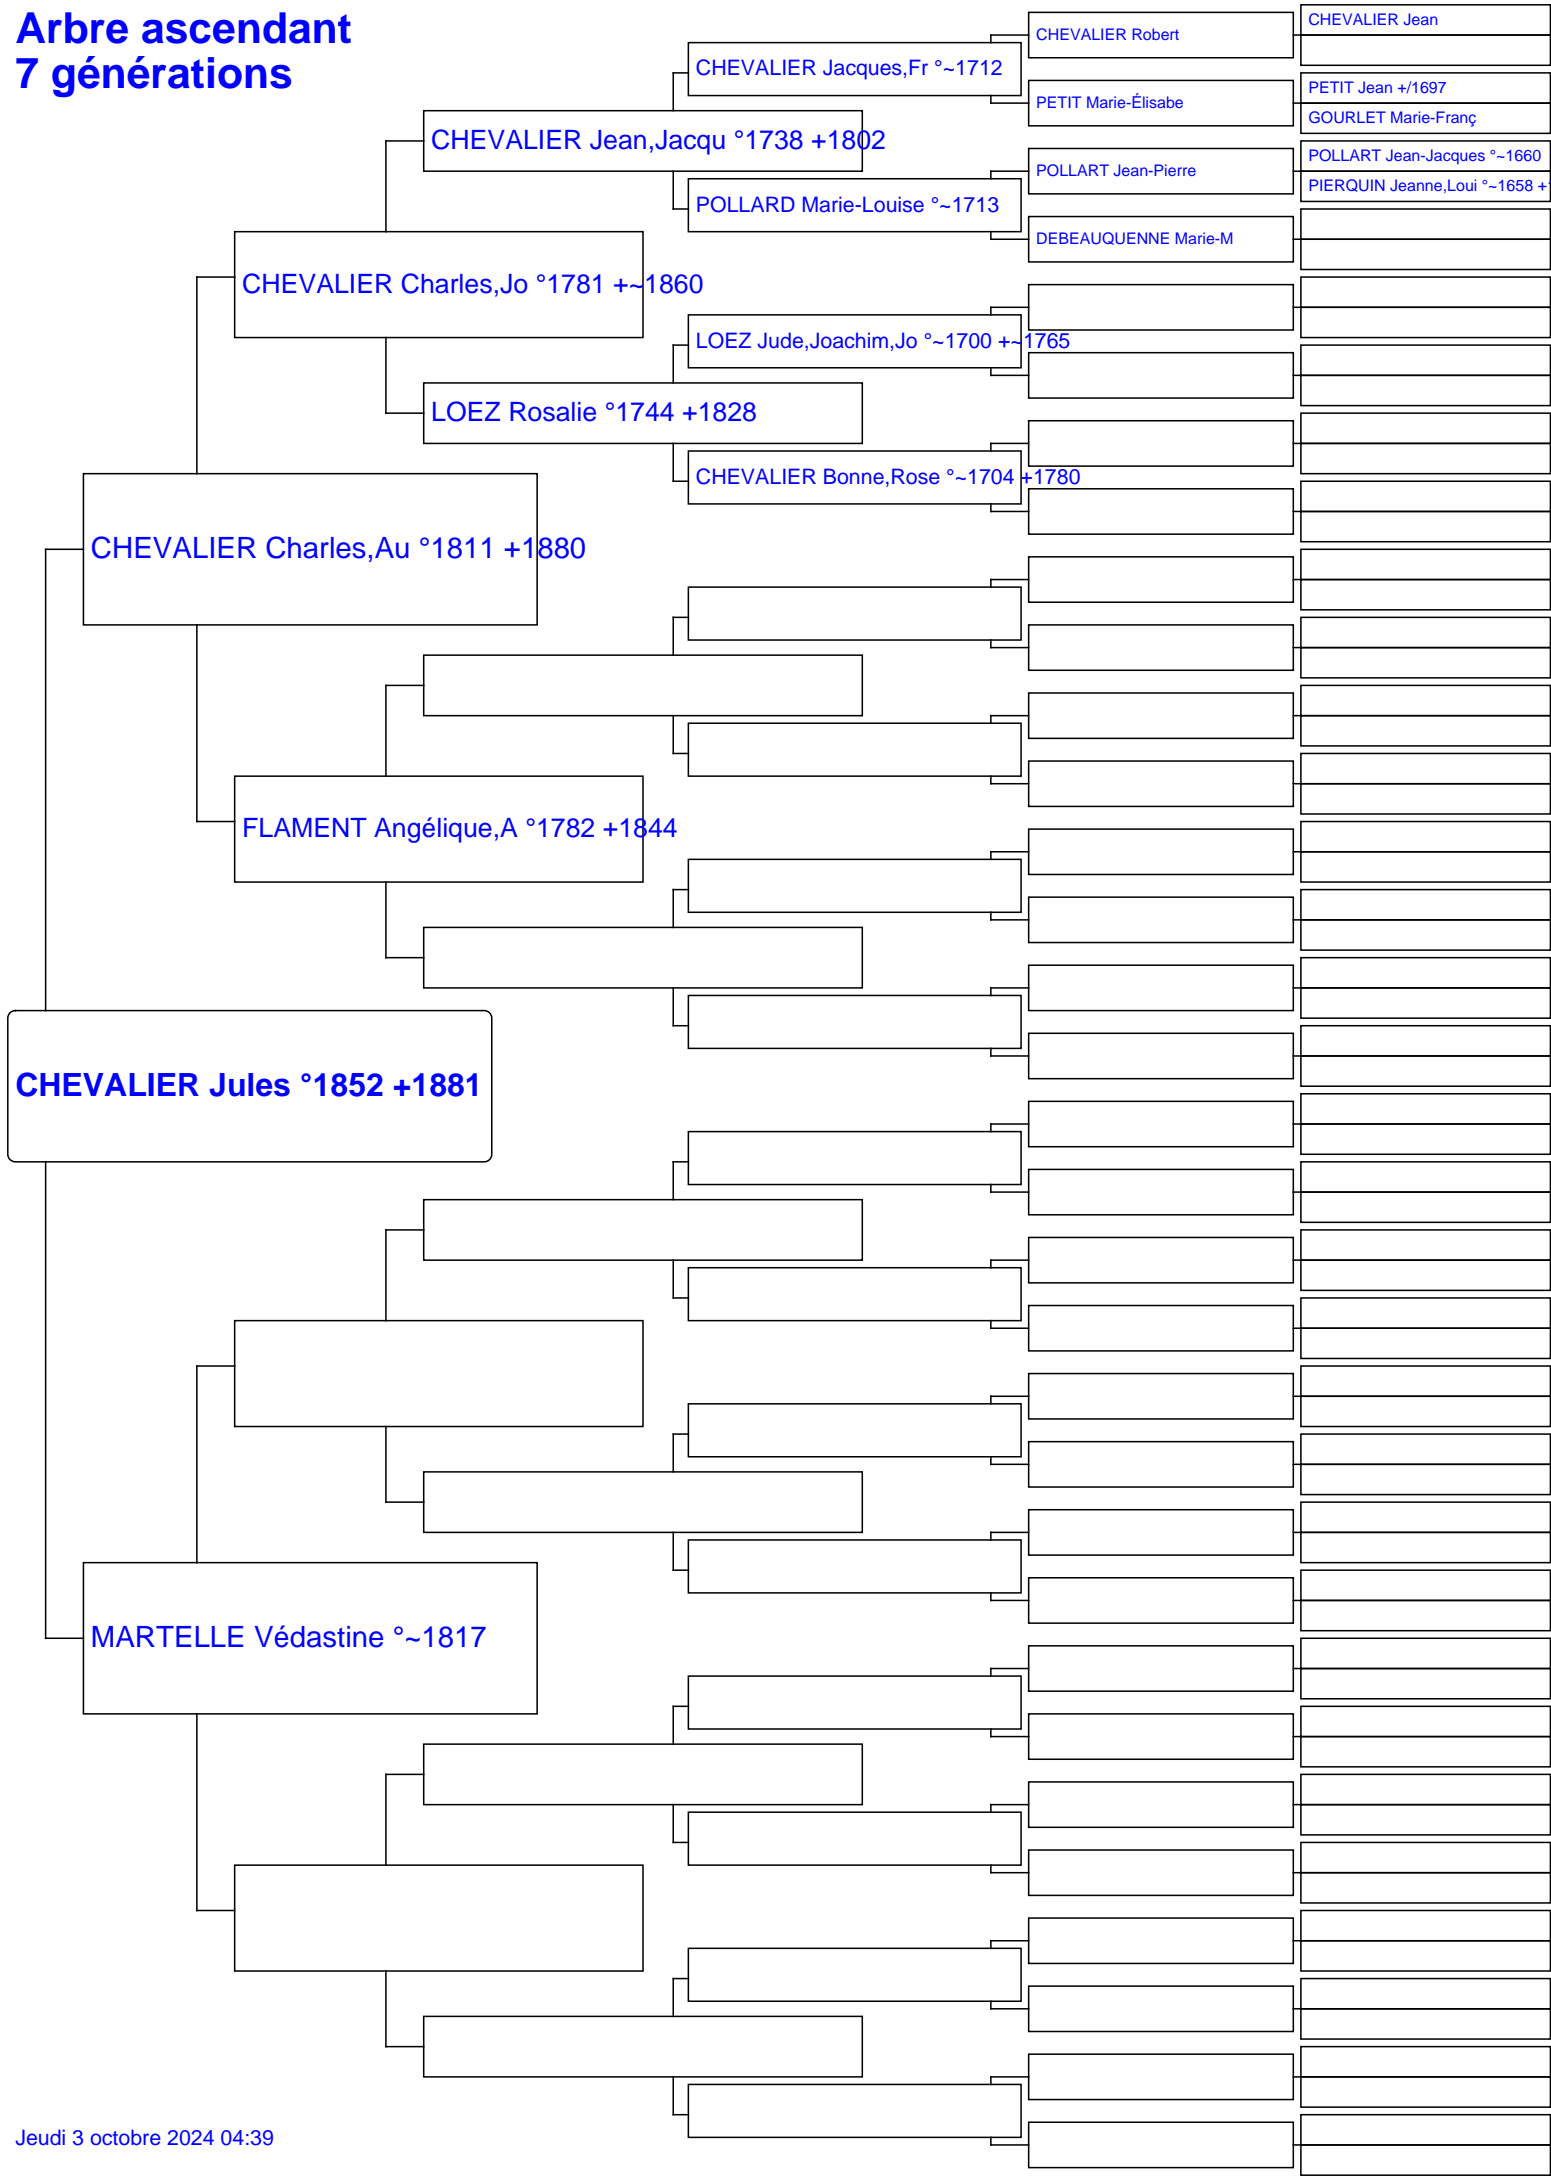 Arbre ascendant
7 générations
CHEVALIER Jules °1852 +1881
CHEVALIER Charles,Au °1811 +1880
MARTELLE Védastine °~1817
CHEVALIER Charles,Jo °1781 +~1860
FLAMENT Angélique,A °1782 +1844
CHEVALIER Jean,Jacqu °1738 +1802
LOEZ Rosalie °1744 +1828
CHEVALIER Jacques,Fr °~1712
POLLARD Marie-Louise °~1713
LOEZ Jude,Joachim,Jo °~1700 +~1765
CHEVALIER Bonne,Rose °~1704 +1780
CHEVALIER Robert
PETIT Marie-Élisabe
POLLART Jean-Pierre
DEBEAUQUENNE Marie-M
CHEVALIER Jean
PETIT Jean +/1697
GOURLET Marie-Franç
POLLART Jean-Jacques °~1660
PIERQUIN Jeanne,Loui °~1658 +
Jeudi 3 octobre 2024 04:39